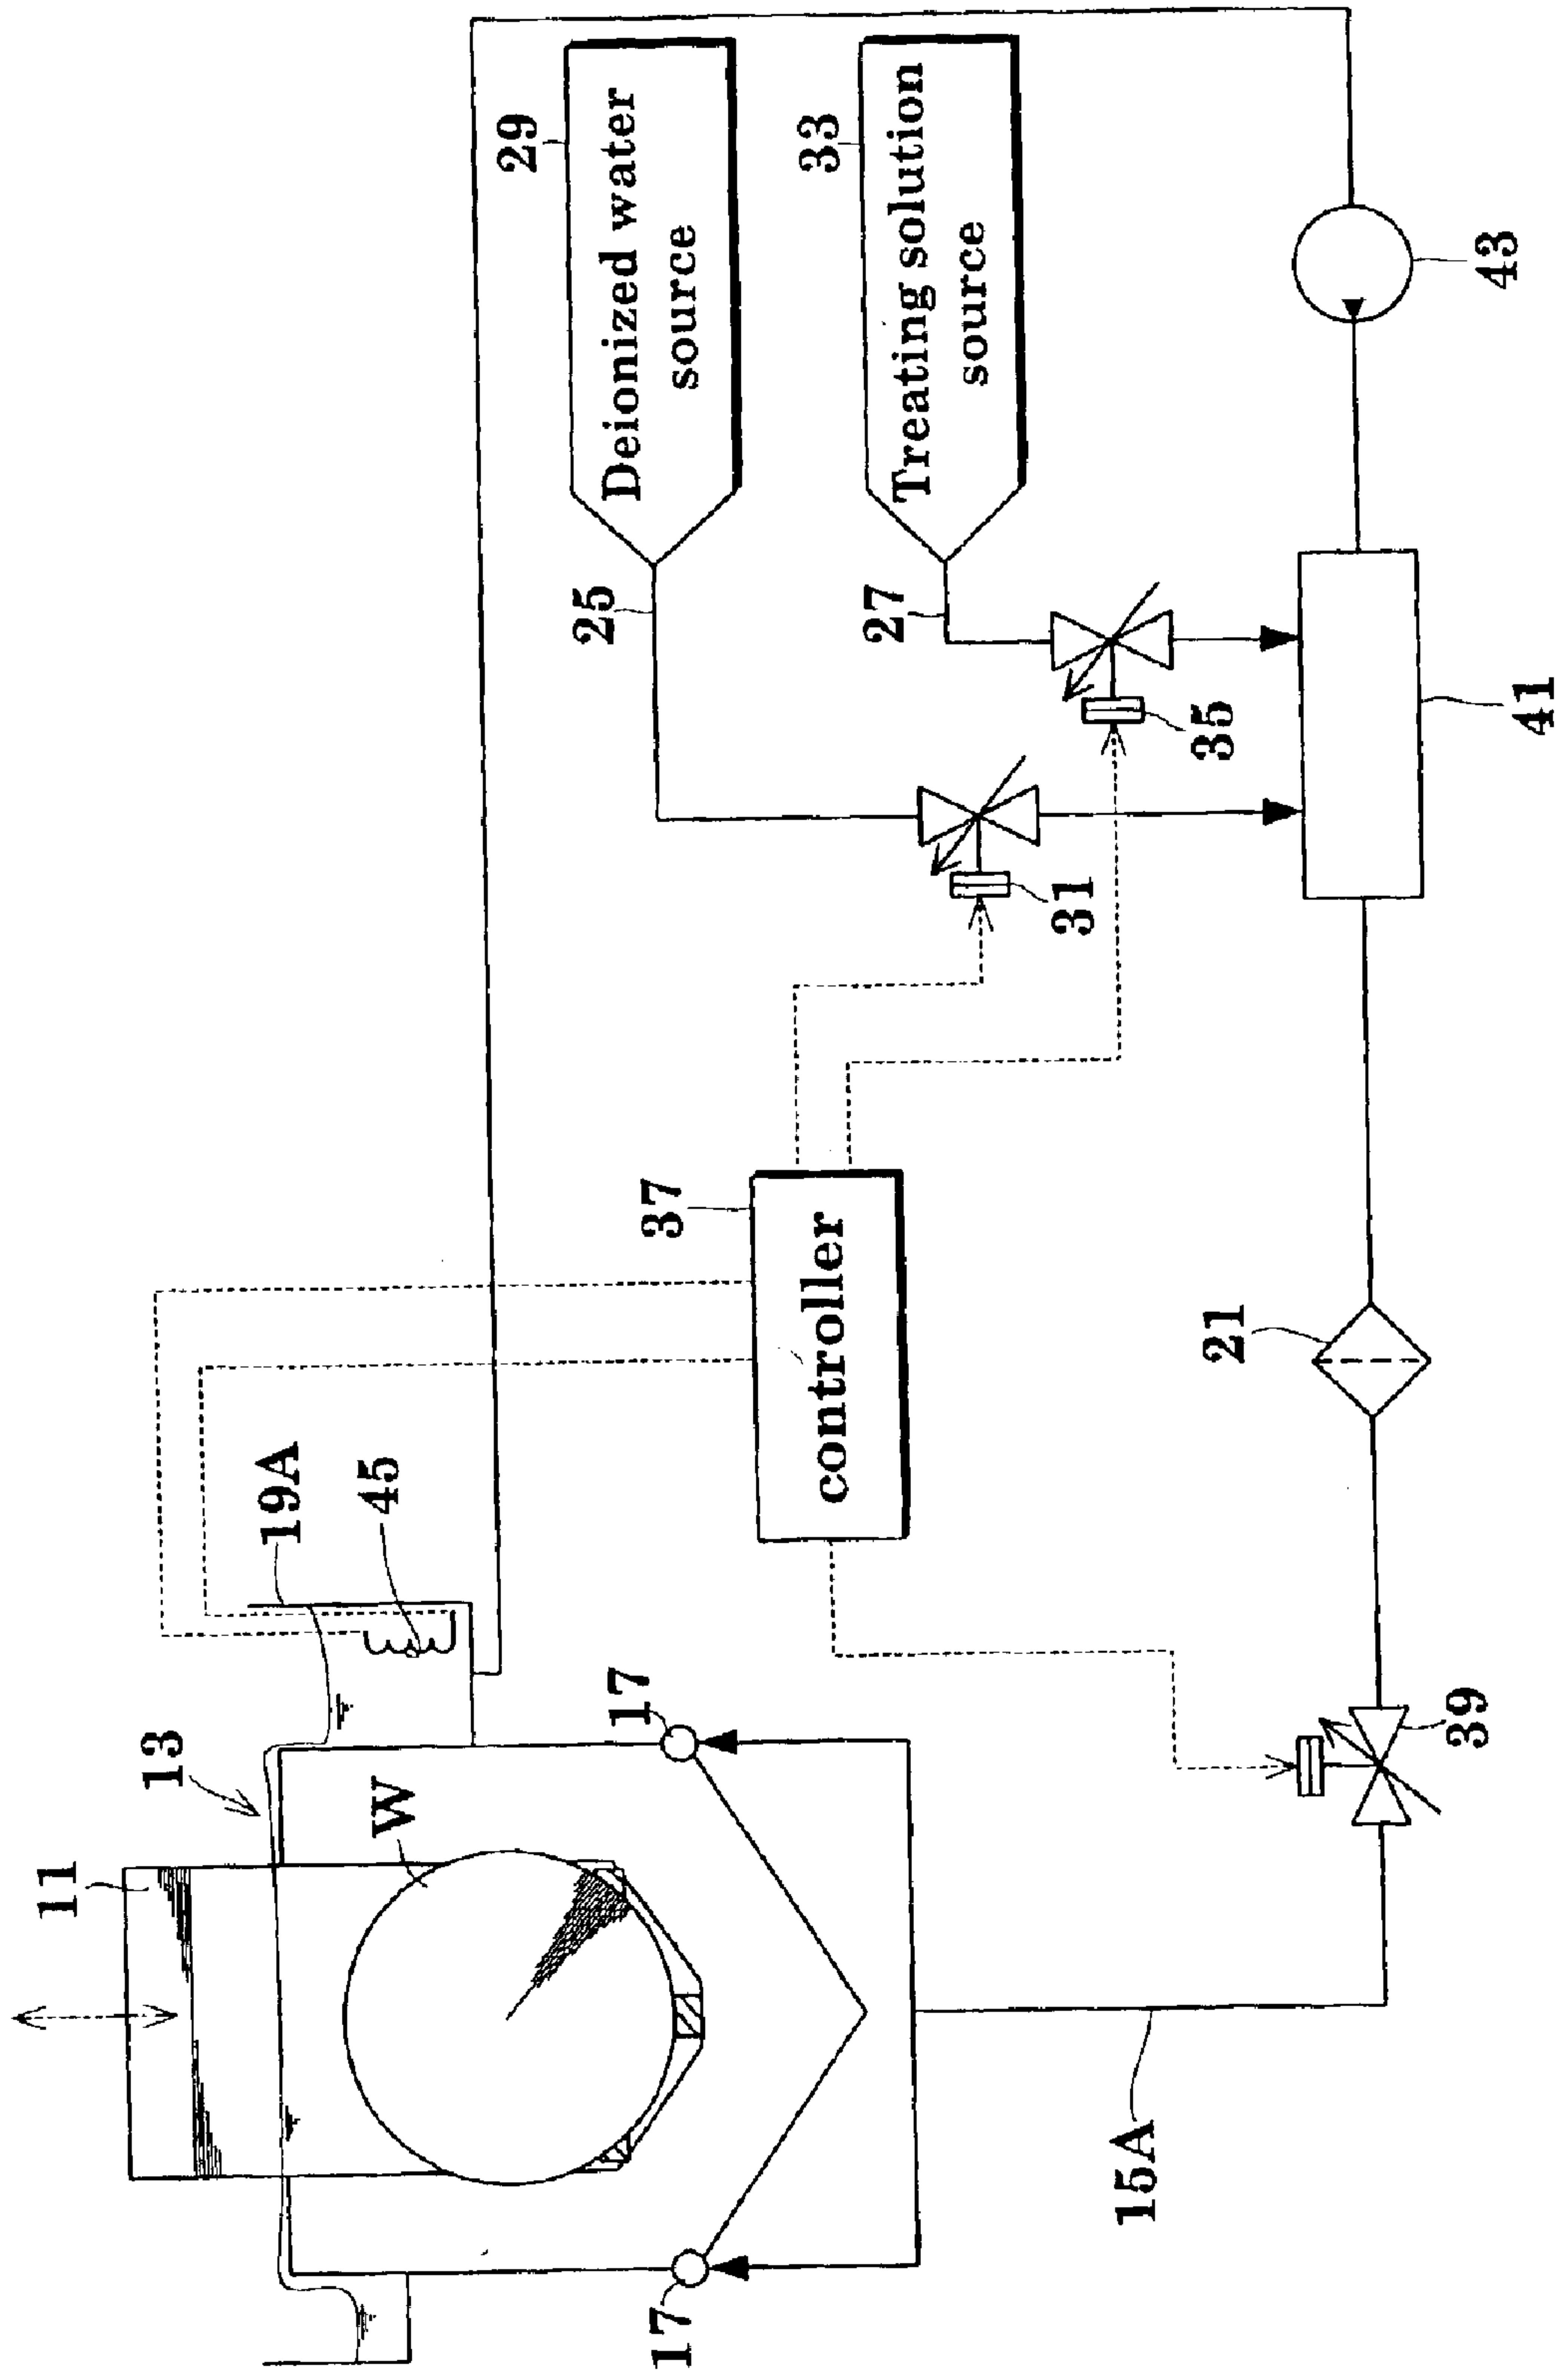 11
13
W
19A
45
17
17
15A
37
controller
39
21
31
35
25
27
29
Deionized water
source
33
Treating solution
source
41
43